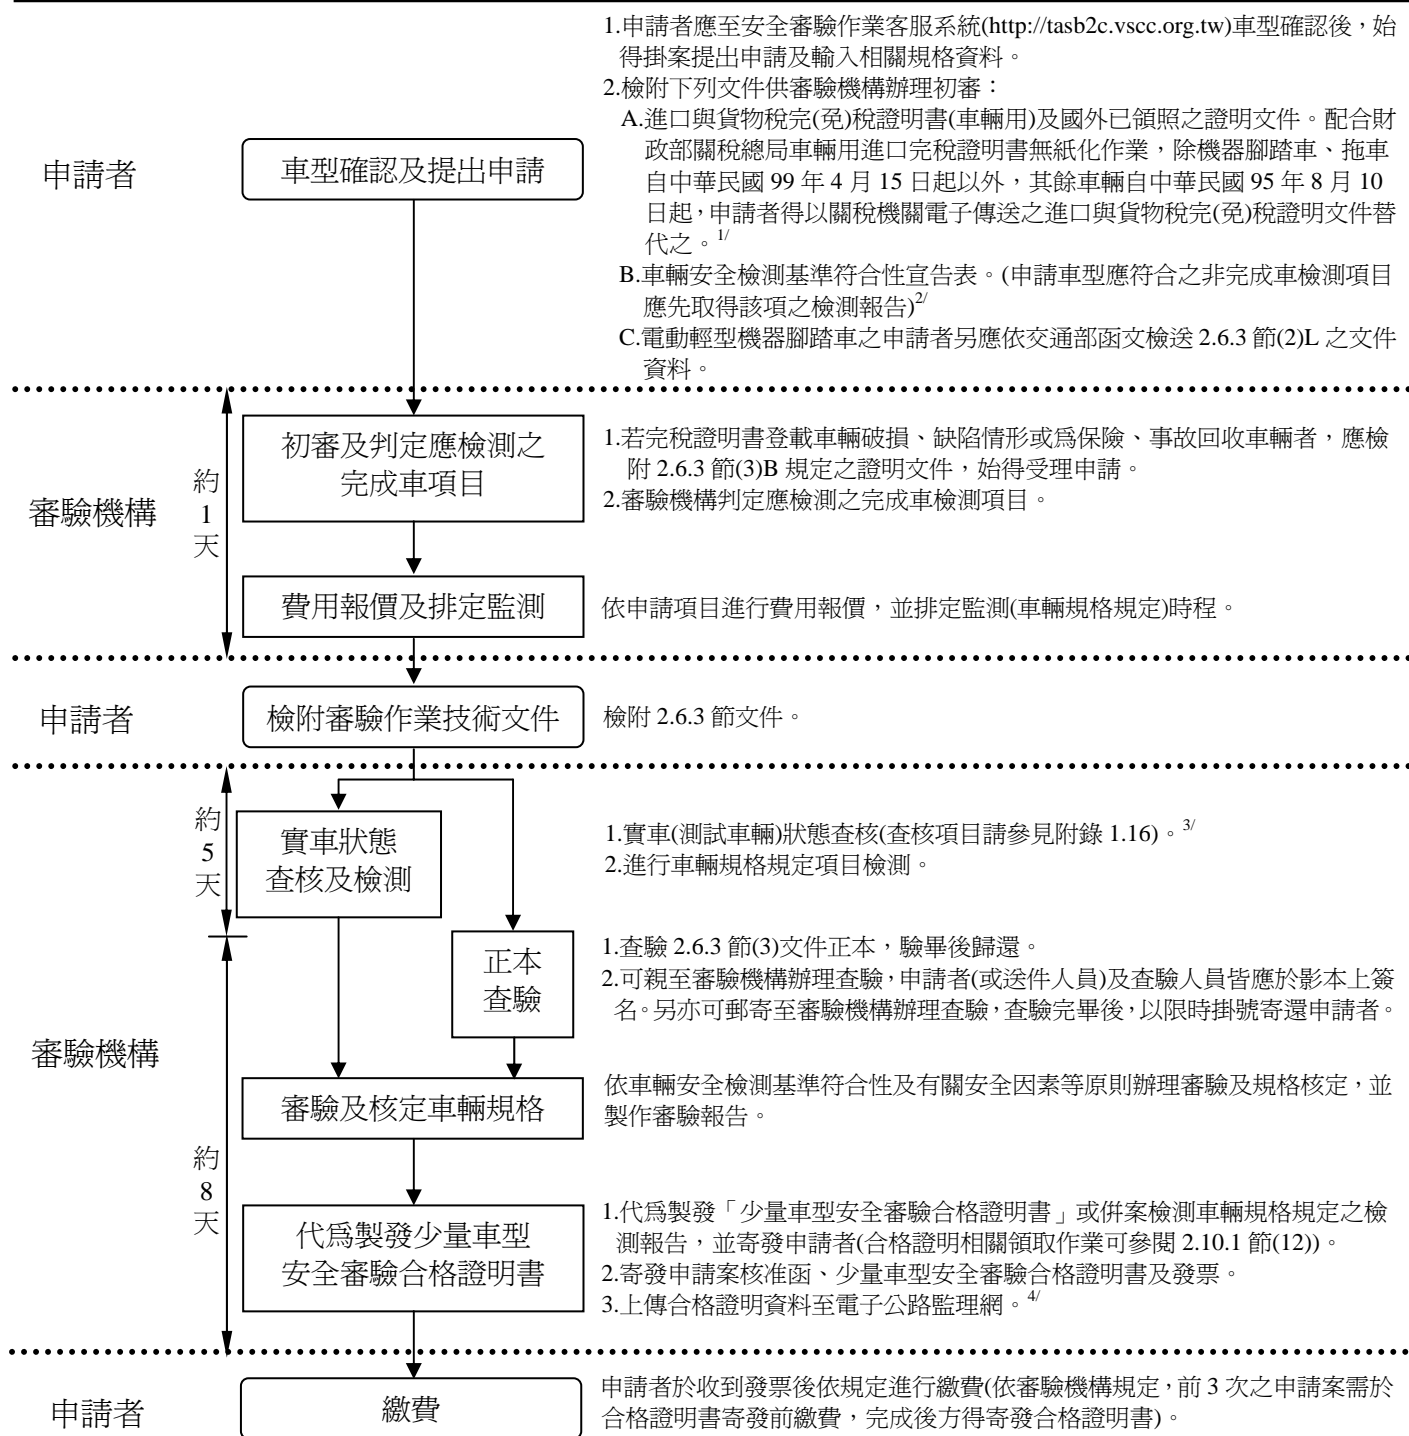 1.申請者應至安全審驗作業客服系統(http://tasb2c.vscc.org.tw)車型確認後，始
得掛案提出申請及輸入相關規格資料。
2.檢附下列文件供審驗機構辦理初審：
A.進口與貨物稅完(免)稅證明書(車輛用)及國外已領照之證明文件。配合財
政部關稅總局車輛用進口完稅證明書無紙化作業，除機器腳踏車、拖車
自中華民國 99 年 4 月 15 日起以外，其餘車輛自中華民國 95 年 8 月 10
日起，申請者得以關稅機關電子傳送之進口與貨物稅完(免)稅證明文件替
代之。1/
B.車輛安全檢測基準符合性宣告表。(申請車型應符合之非完成車檢測項目
應先取得該項之檢測報告)2/
C.電動輕型機器腳踏車之申請者另應依交通部函文檢送 2.6.3 節(2)L 之文件
資料。
申請者
車型確認及提出申請
審驗機構
約
1
天
初審及判定應檢測之
完成車項目
1.若完稅證明書登載車輛破損、缺陷情形或為保險、事故回收車輛者，應檢
附 2.6.3 節(3)B 規定之證明文件，始得受理申請。
2.審驗機構判定應檢測之完成車檢測項目。
費用報價及排定監測
依申請項目進行費用報價，並排定監測(車輛規格規定)時程。
申請者
檢附審驗作業技術文件
檢附 2.6.3 節文件。
約
5
天
實車狀態
查核及檢測
1.實車(測試車輛)狀態查核(查核項目請參見附錄 1.16)。3/
2.進行車輛規格規定項目檢測。
正本
查驗
1.查驗 2.6.3 節(3)文件正本，驗畢後歸還。
2.可親至審驗機構辦理查驗，申請者(或送件人員)及查驗人員皆應於影本上簽
名。另亦可郵寄至審驗機構辦理查驗，查驗完畢後，以限時掛號寄還申請者。
審驗機構
審驗及核定車輛規格
依車輛安全檢測基準符合性及有關安全因素等原則辦理審驗及規格核定，並
製作審驗報告。
約
8
天
代為製發少量車型
安全審驗合格證明書
1.代為製發「少量車型安全審驗合格證明書」或併案檢測車輛規格規定之檢
測報告，並寄發申請者(合格證明相關領取作業可參閱 2.10.1 節(12))。
2.寄發申請案核准函、少量車型安全審驗合格證明書及發票。
3.上傳合格證明資料至電子公路監理網。4/
申請者
繳費
申請者於收到發票後依規定進行繳費(依審驗機構規定，前 3 次之申請案需於
合格證明書寄發前繳費，完成後方得寄發合格證明書)。